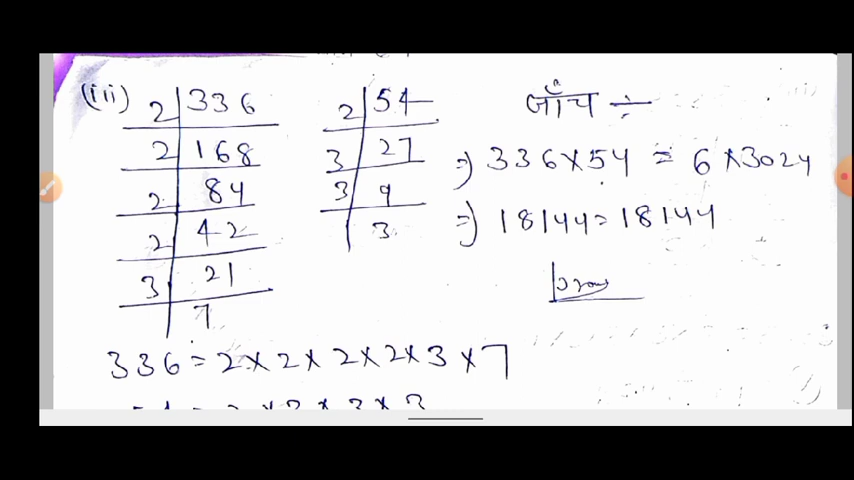 (iii) 2 | 336
2 | 168
2 | 84
2 | 42
3 | 21
7
2 | 54
3 | 27
3 | 9
3
जाँच ÷
=) 336×54 = 6×3024
=) 18144=18144
336 = 2×2×2×2×3×7